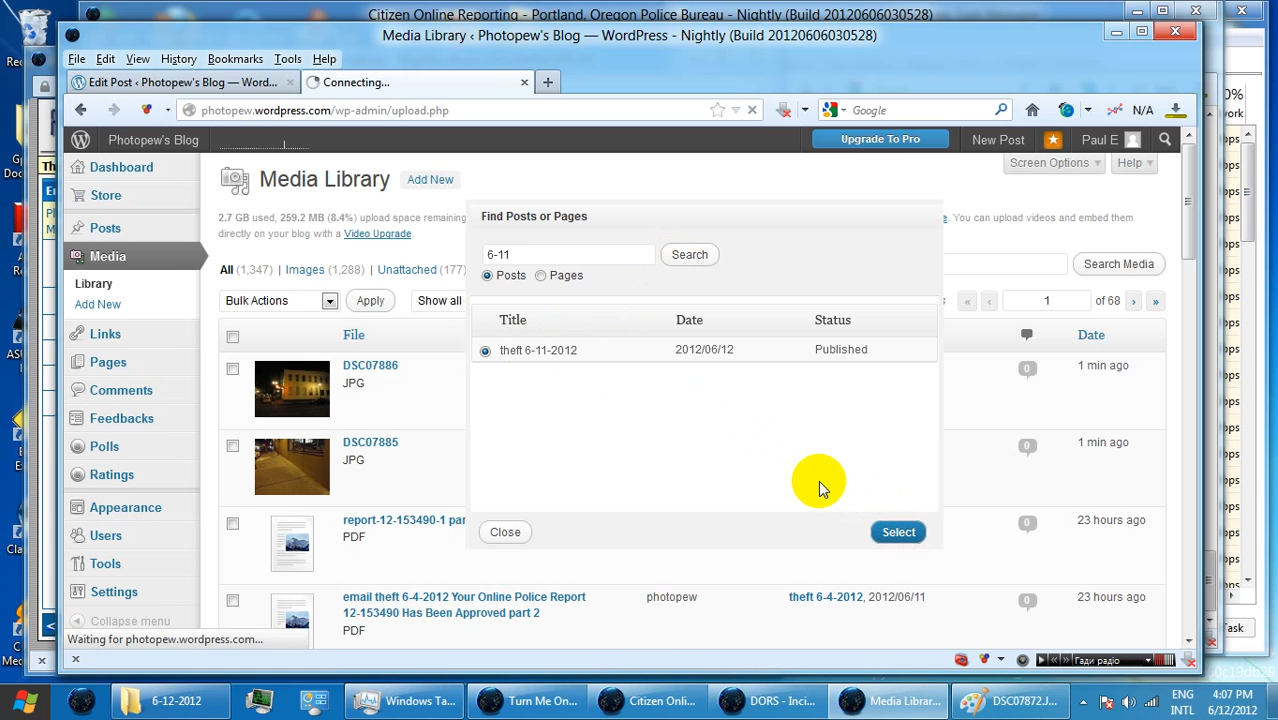 Citizen Online Reporting - Portland, Oregon Police Bureau - Nightly (Build 20120606030528)
Media Library ‹ Photopew's Blog — WordPress - Nightly (Build 20120606030528)
File Edit View History Bookmarks Tools Help
Edit Post ‹ Photopew's Blog — Word... Connecting...
photopew.wordpress.com/wp-admin/upload.php Google N/A
Photopew's Blog Upgrade To Pro New Post Paul E
Screen Options Help
Dashboard
Store
Posts
Media
Library
Add New
Links
Pages
Comments
Feedbacks
Polls
Ratings
Appearance
Users
Tools
Settings
Collapse menu
Media Library Add New
2.7 GB used, 259.2 MB (8.4%) upload space remaining
You can upload videos and embed them
directly on your blog with a Video Upgrade.
All (1,347) | Images (1,288) | Unattached (177)
Search Media
Bulk Actions Apply Show all
« ‹ 1 of 68 › »
File Date
DSC07886
JPG
0 1 min ago
DSC07885
JPG
0 1 min ago
report-12-153490-1 par
PDF
0 23 hours ago
email theft 6-4-2012 Your Online Police Report
12-153490 Has Been Approved part 2
PDF
photopew theft 6-4-2012, 2012/06/11 0 23 hours ago
Find Posts or Pages
6-11 Search
Posts Pages
Title Date Status
theft 6-11-2012 2012/06/12 Published
Close Select
Waiting for photopew.wordpress.com...
Гади радіо
6-12-2012 Windows Ta... Turn Me On... Citizen Onli... DORS - Inci... Media Librar... DSC07872.J...
ENG
INTL
4:07 PM
6/12/2012